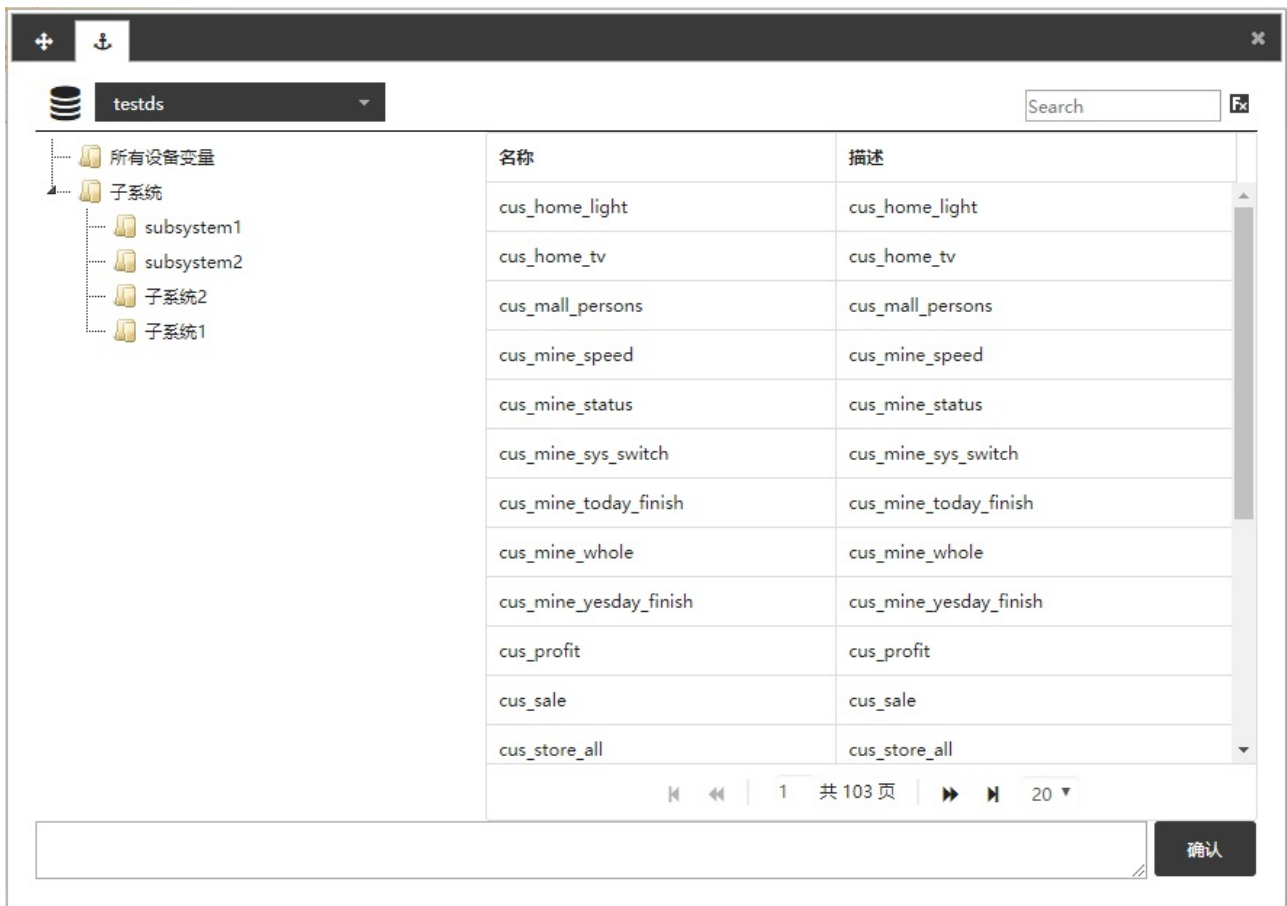 testds
Search
Fx
所有设备变量
子系统
subsystem1
subsystem2
子系统2
子系统1
名称 描述
cus_home_light cus_home_light
cus_home_tv cus_home_tv
cus_mall_persons cus_mall_persons
cus_mine_speed cus_mine_speed
cus_mine_status cus_mine_status
cus_mine_sys_switch cus_mine_sys_switch
cus_mine_today_finish cus_mine_today_finish
cus_mine_whole cus_mine_whole
cus_mine_yesday_finish cus_mine_yesday_finish
cus_profit cus_profit
cus_sale cus_sale
cus_store_all cus_store_all
1 共 103 页 20
确认